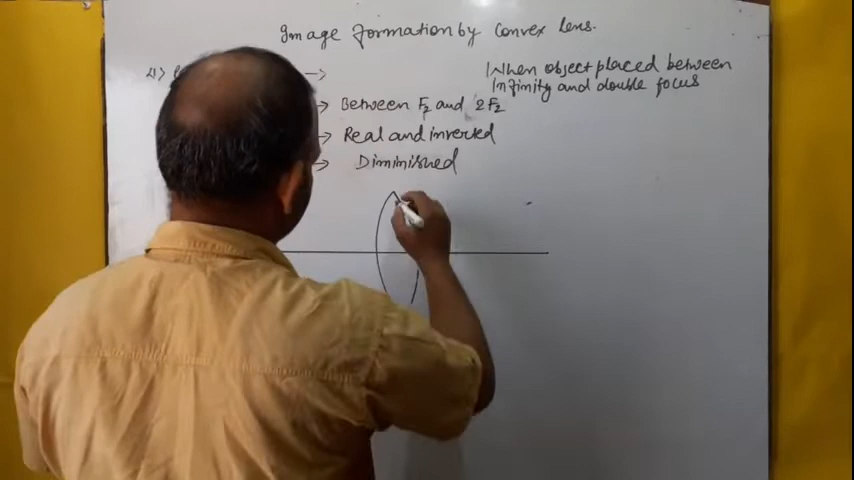 Image Formation by Convex Lens.
When object placed between
Infinity and double focus
→
→ Between F2 and 2F2
→ Real and inverted
→ Diminished